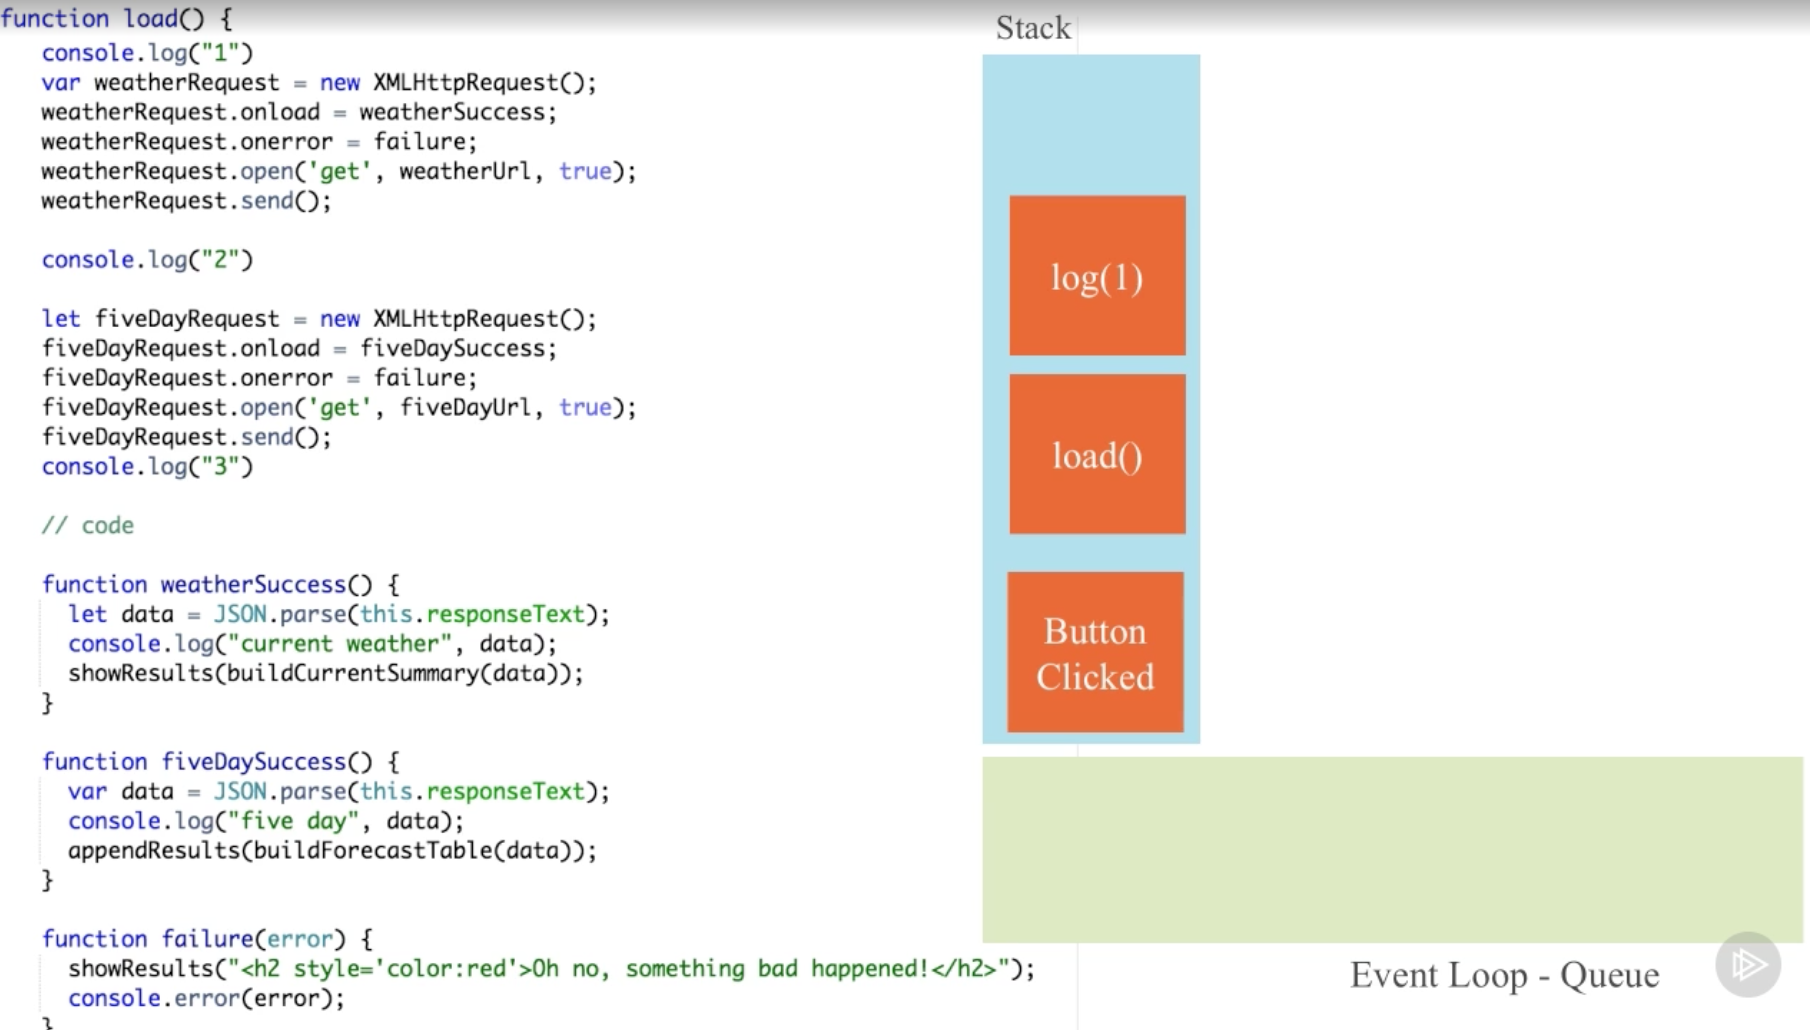 function load() {
console.log("1")
var weatherRequest = new XMLHttpRequest();
weatherRequest.onload = weatherSuccess;
weatherRequest.onerror = failure;
weatherRequest.open('get', weatherUrl, true);
weatherRequest.send();
console.log("2")
let fiveDayRequest = new XMLHttpRequest();
fiveDayRequest.onload = fiveDaySuccess;
fiveDayRequest.onerror = failure;
fiveDayRequest.open('get', fiveDayUrl, true);
fiveDayRequest.send();
console.log("3")
// code
function weatherSuccess() {
let data = JSON.parse(this.responseText);
console.log("current weather", data);
showResults(buildCurrentSummary(data));
}
function fiveDaySuccess() {
var data = JSON.parse(this.responseText);
console.log("five day", data);
appendResults(buildForecastTable(data));
}
function failure(error) {
showResults("<h2 style='color:red'>Oh no, something bad happened!</h2>");
console.error(error);
}
Stack
log(1)
load()
Button
Clicked
Event Loop - Queue